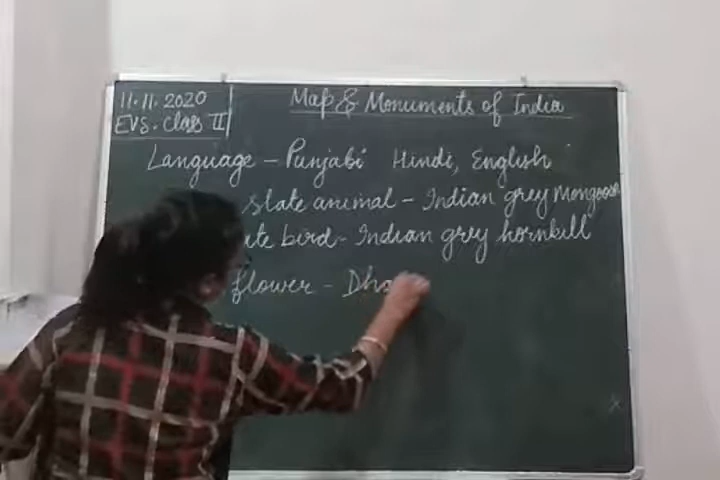 11.11.2020
EVS. Class II
Map & Monuments of India
Language - Punjabi Hindi, English
state animal - Indian grey Mongoose
bird - Indian grey hornbill
flower -